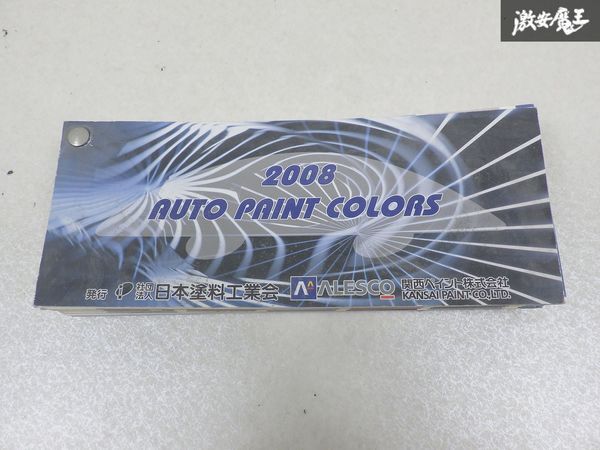 激安魔王
2008
AUTO PAINT COLORS
発行 社団法人 日本塗料工業会 ALESCO 関西ペイント株式会社
KANSAI PAINT CO.,LTD.